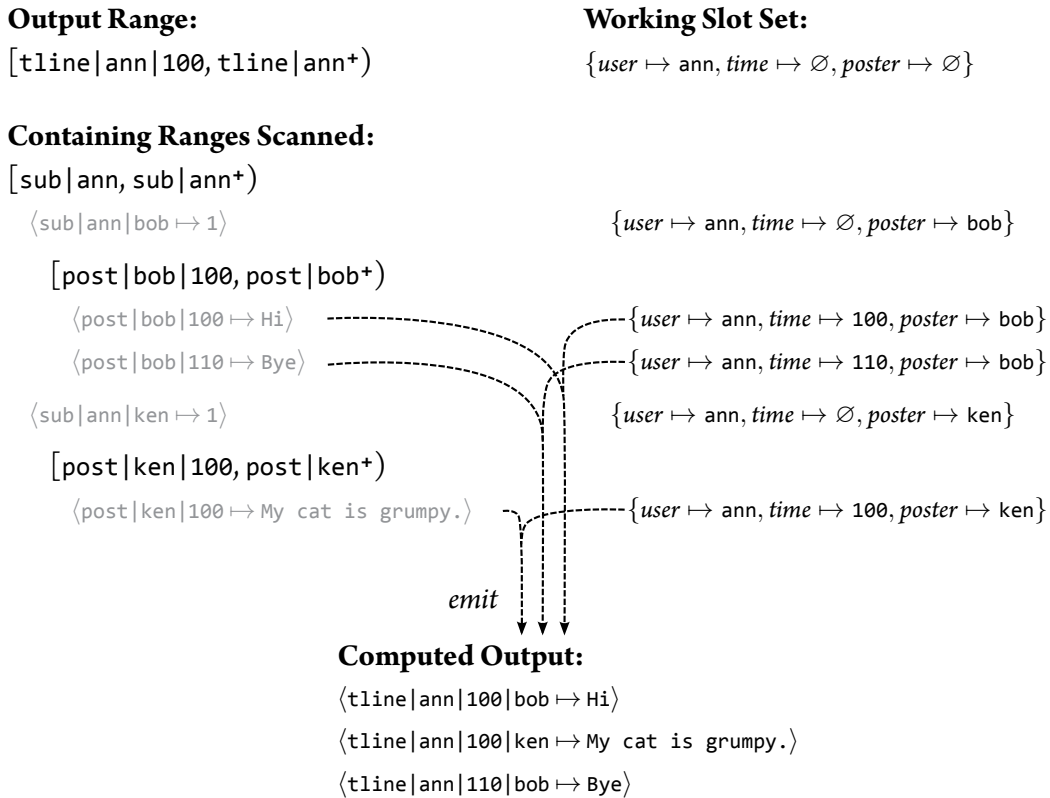 Output Range: Working Slot Set:
[tline|ann|100, tline|ann⁺) {user ↦ ann, time ↦ ∅, poster ↦ ∅}
Containing Ranges Scanned:
[sub|ann, sub|ann⁺)
⟨sub|ann|bob ↦ 1⟩ {user ↦ ann, time ↦ ∅, poster ↦ bob}
[post|bob|100, post|bob⁺)
⟨post|bob|100 ↦ Hi⟩ {user ↦ ann, time ↦ 100, poster ↦ bob}
⟨post|bob|110 ↦ Bye⟩ {user ↦ ann, time ↦ 110, poster ↦ bob}
⟨sub|ann|ken ↦ 1⟩ {user ↦ ann, time ↦ ∅, poster ↦ ken}
[post|ken|100, post|ken⁺)
⟨post|ken|100 ↦ My cat is grumpy.⟩ {user ↦ ann, time ↦ 100, poster ↦ ken}
emit
Computed Output:
⟨tline|ann|100|bob ↦ Hi⟩
⟨tline|ann|100|ken ↦ My cat is grumpy.⟩
⟨tline|ann|110|bob ↦ Bye⟩